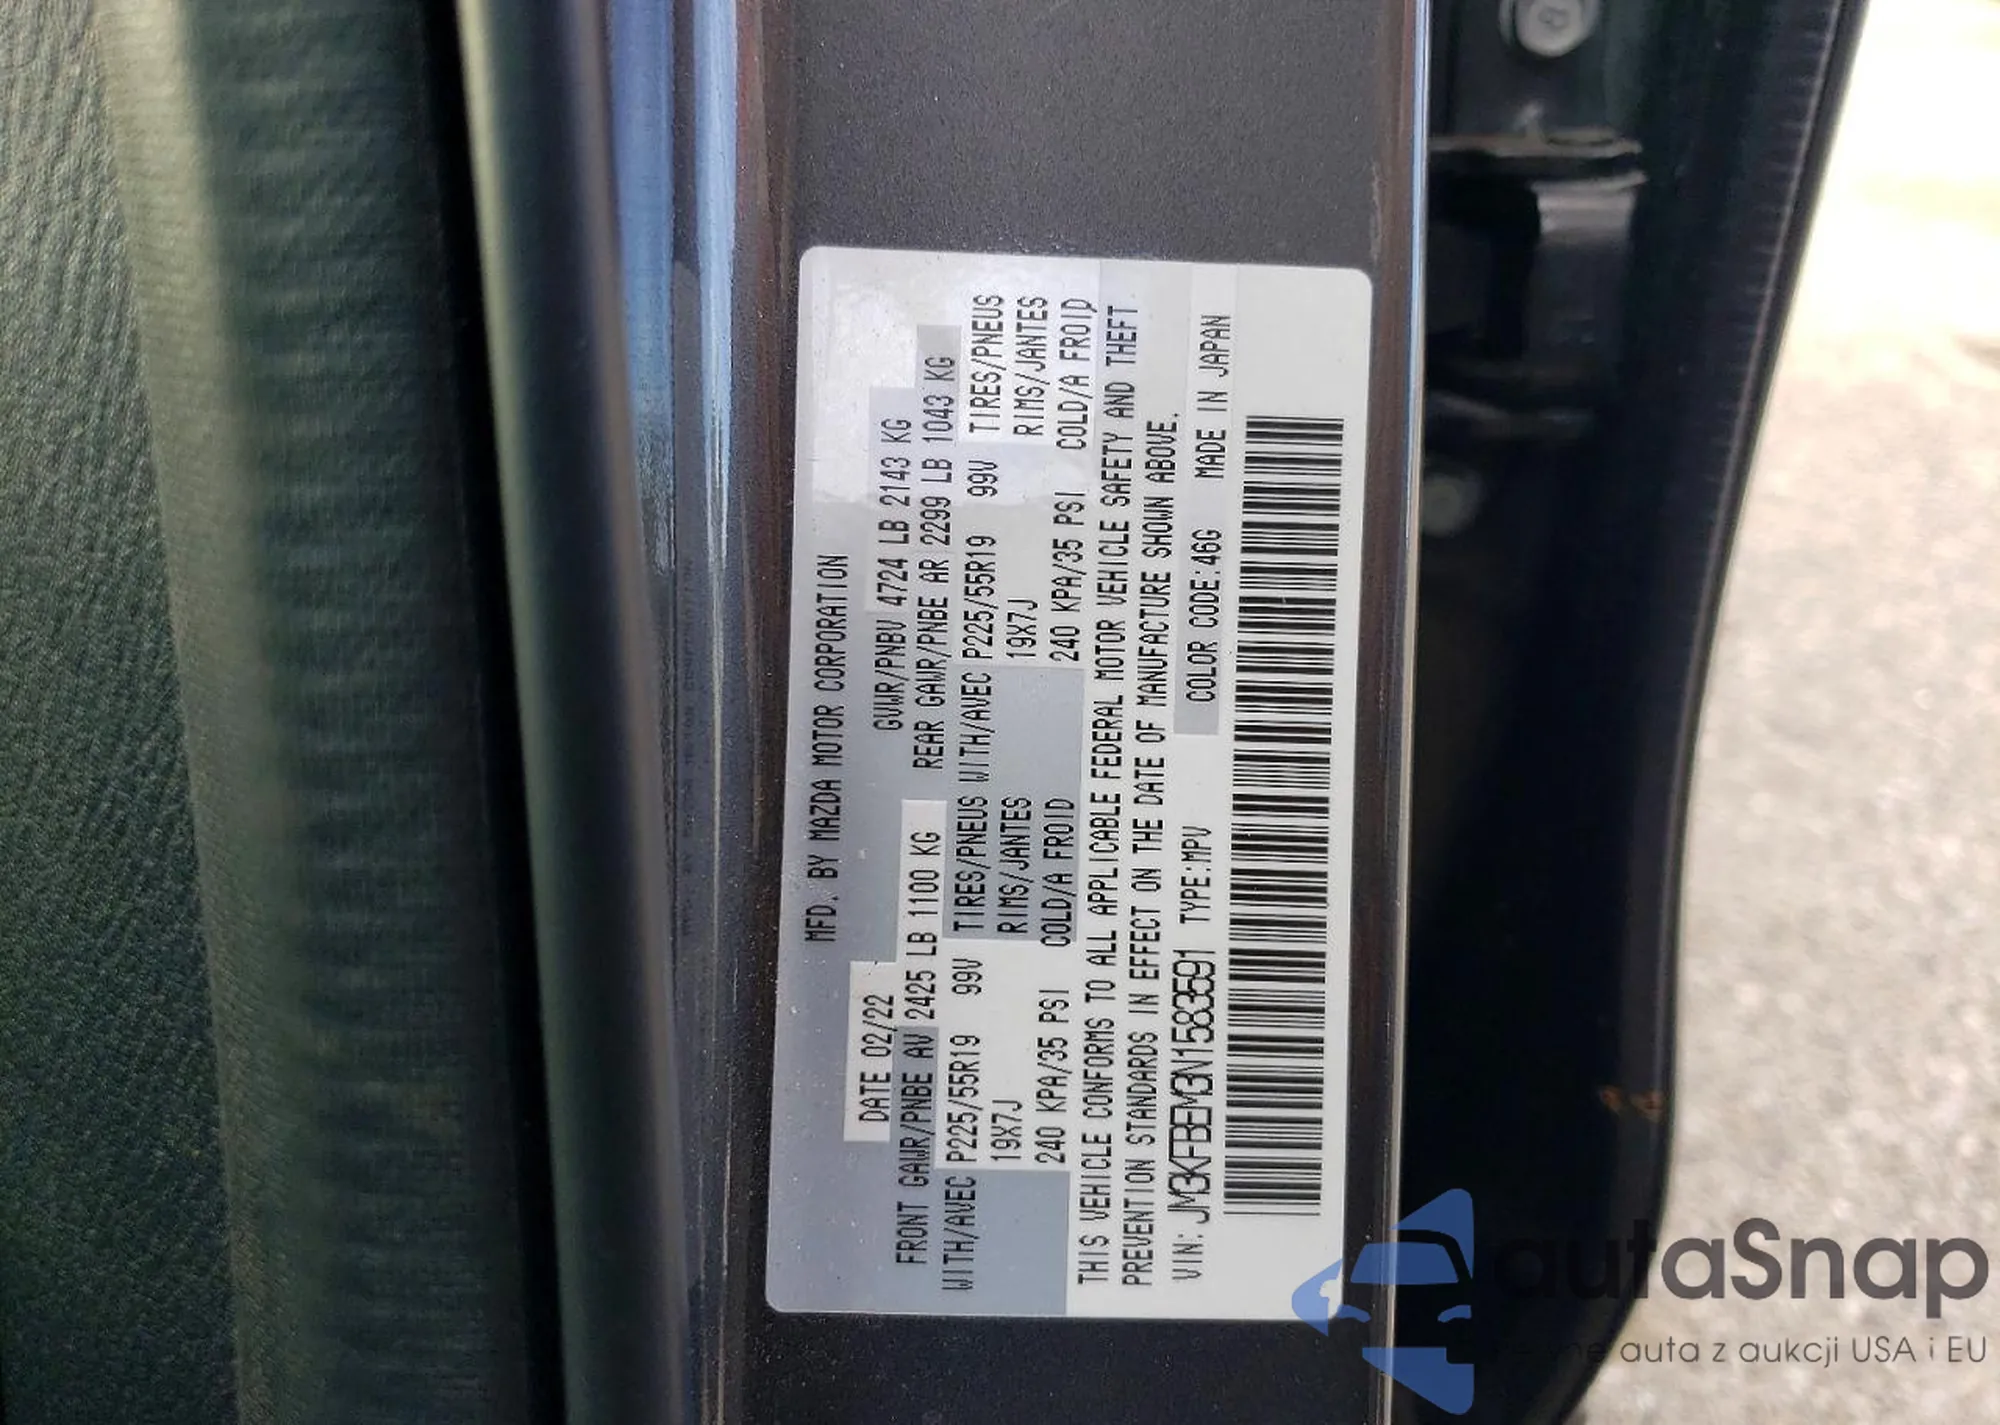 MFD. BY MAZDA MOTOR CORPORATION
DATE 02/22 GVWR/PNBV 4724 LB 2143 KG
FRONT GAWR/PNBE AV 2425 LB 1100 KG REAR GAWR/PNBE AR 2299 LB 1043 KG
WITH/AVEC P225/55R19 99V TIRES/PNEUS WITH/AVEC P225/55R19 99V TIRES/PNEUS
19X7J RIMS/JANTES 19X7J RIMS/JANTES
240 KPA/35 PSI COLD/A FROID 240 KPA/35 PSI COLD/A FROID
THIS VEHICLE CONFORMS TO ALL APPLICABLE FEDERAL MOTOR VEHICLE SAFETY AND THEFT
PREVENTION STANDARDS IN EFFECT ON THE DATE OF MANUFACTURE SHOWN ABOVE.
VIN: JM3KFBEM3N1583591 TYPE:MPV COLOR CODE:46G MADE IN JAPAN
autaSnap
auta z aukcji USA i EU